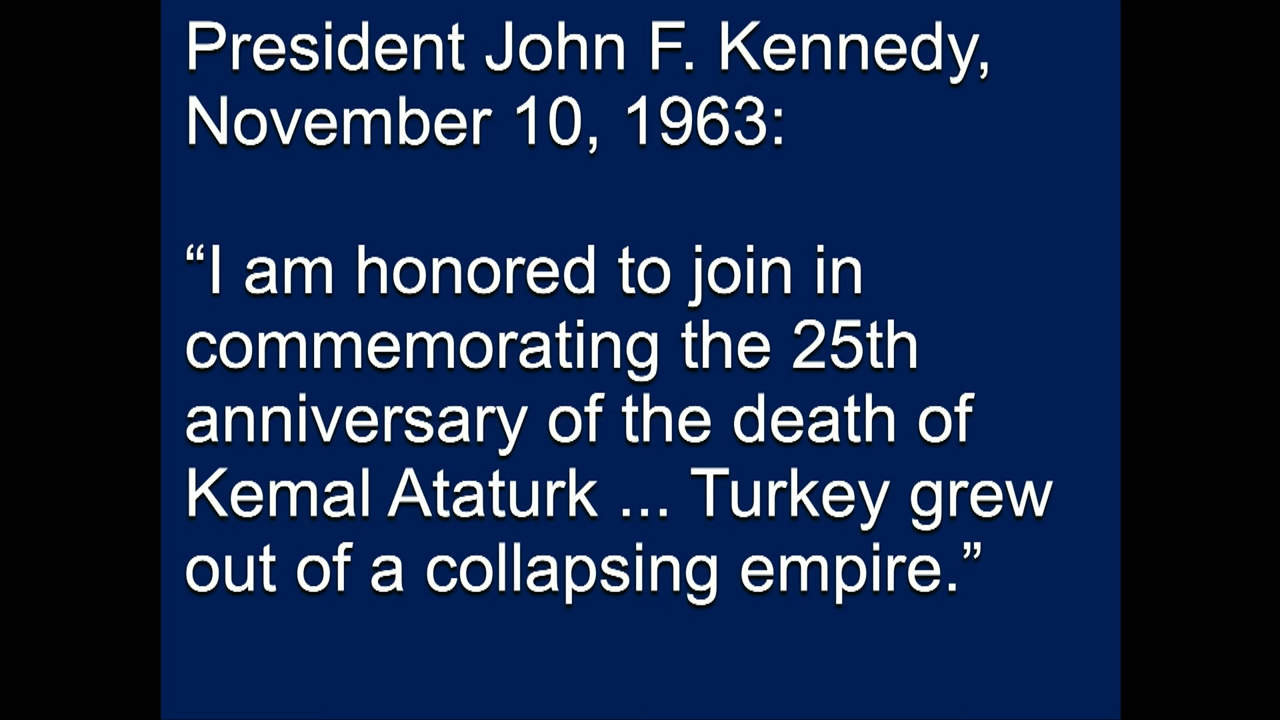 President John F. Kennedy,
November 10, 1963:
“I am honored to join in
commemorating the 25th
anniversary of the death of
Kemal Ataturk ... Turkey grew
out of a collapsing empire.”